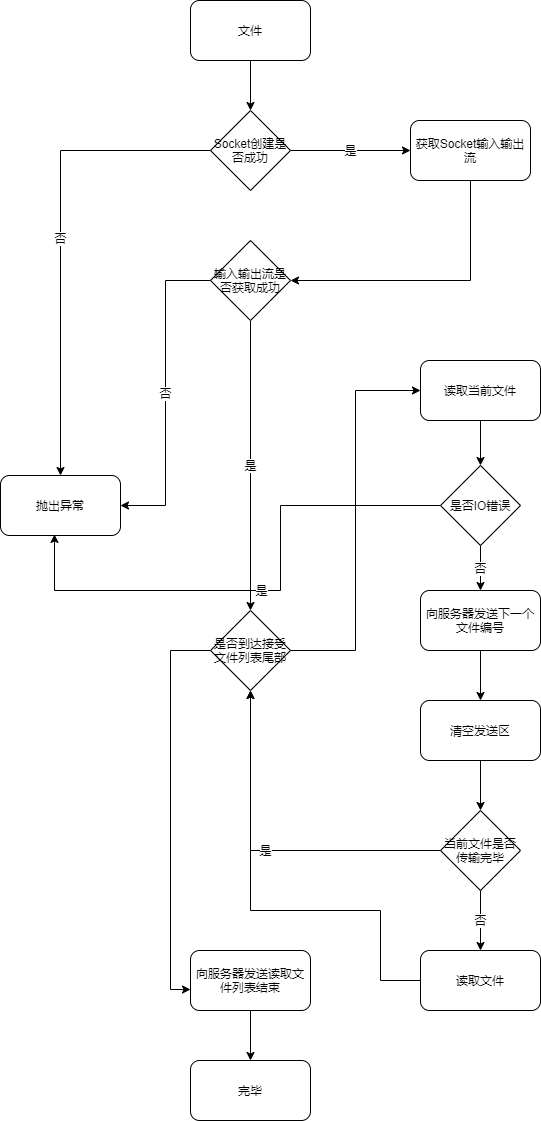 文件
Socket创建是
否成功
是
获取Socket输入输出
流
否
输入输出流是
否获取成功
否
是
读取当前文件
抛出异常
是否IO错误
否
是
向服务器发送下一个
文件编号
是否到达接受
文件列表尾部
清空发送区
当前文件是否
传输完毕
是
否
向服务器发送读取文
件列表结束
读取文件
完毕